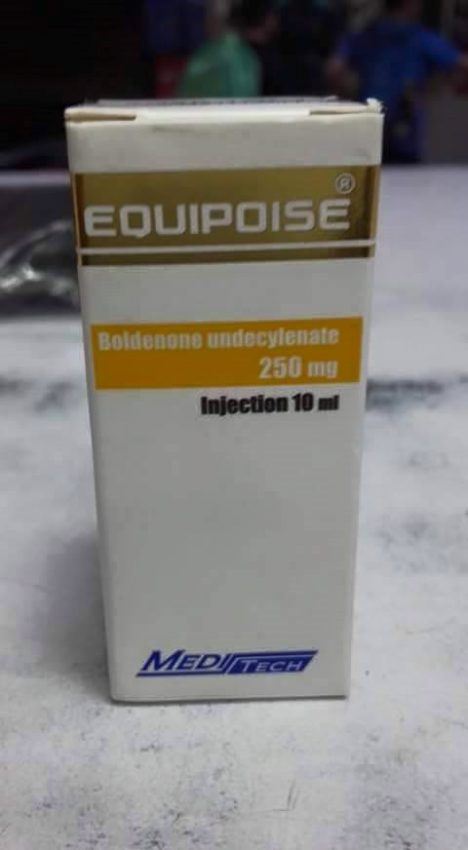 EQUIPOISE®
Boldenone undecylenate
250 mg
Injection 10 ml
MEDITECH